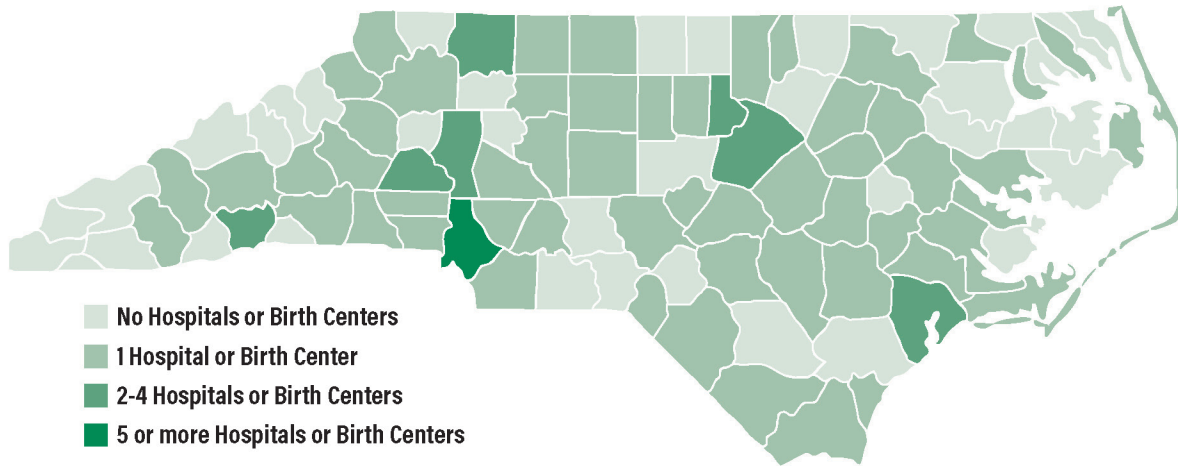 No Hospitals or Birth Centers
1 Hospital or Birth Center
2-4 Hospitals or Birth Centers
5 or more Hospitals or Birth Centers